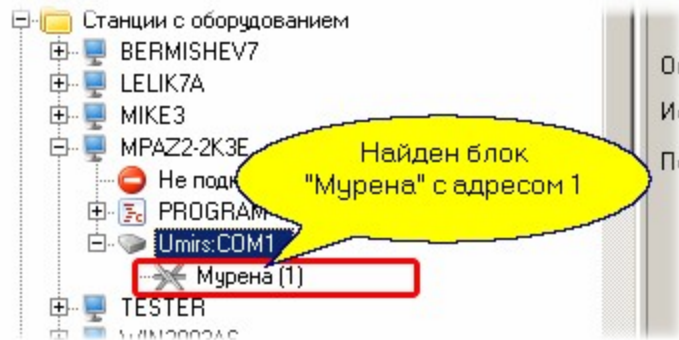 Станции с оборудованием
BERMISHEV7
LELIK7A
MIKE3
MPAZ2-2K3E
Найден блок
"Мурена" с адресом 1
Не
PROGRAM
Umirs:COM1
Мурена (1)
TESTER